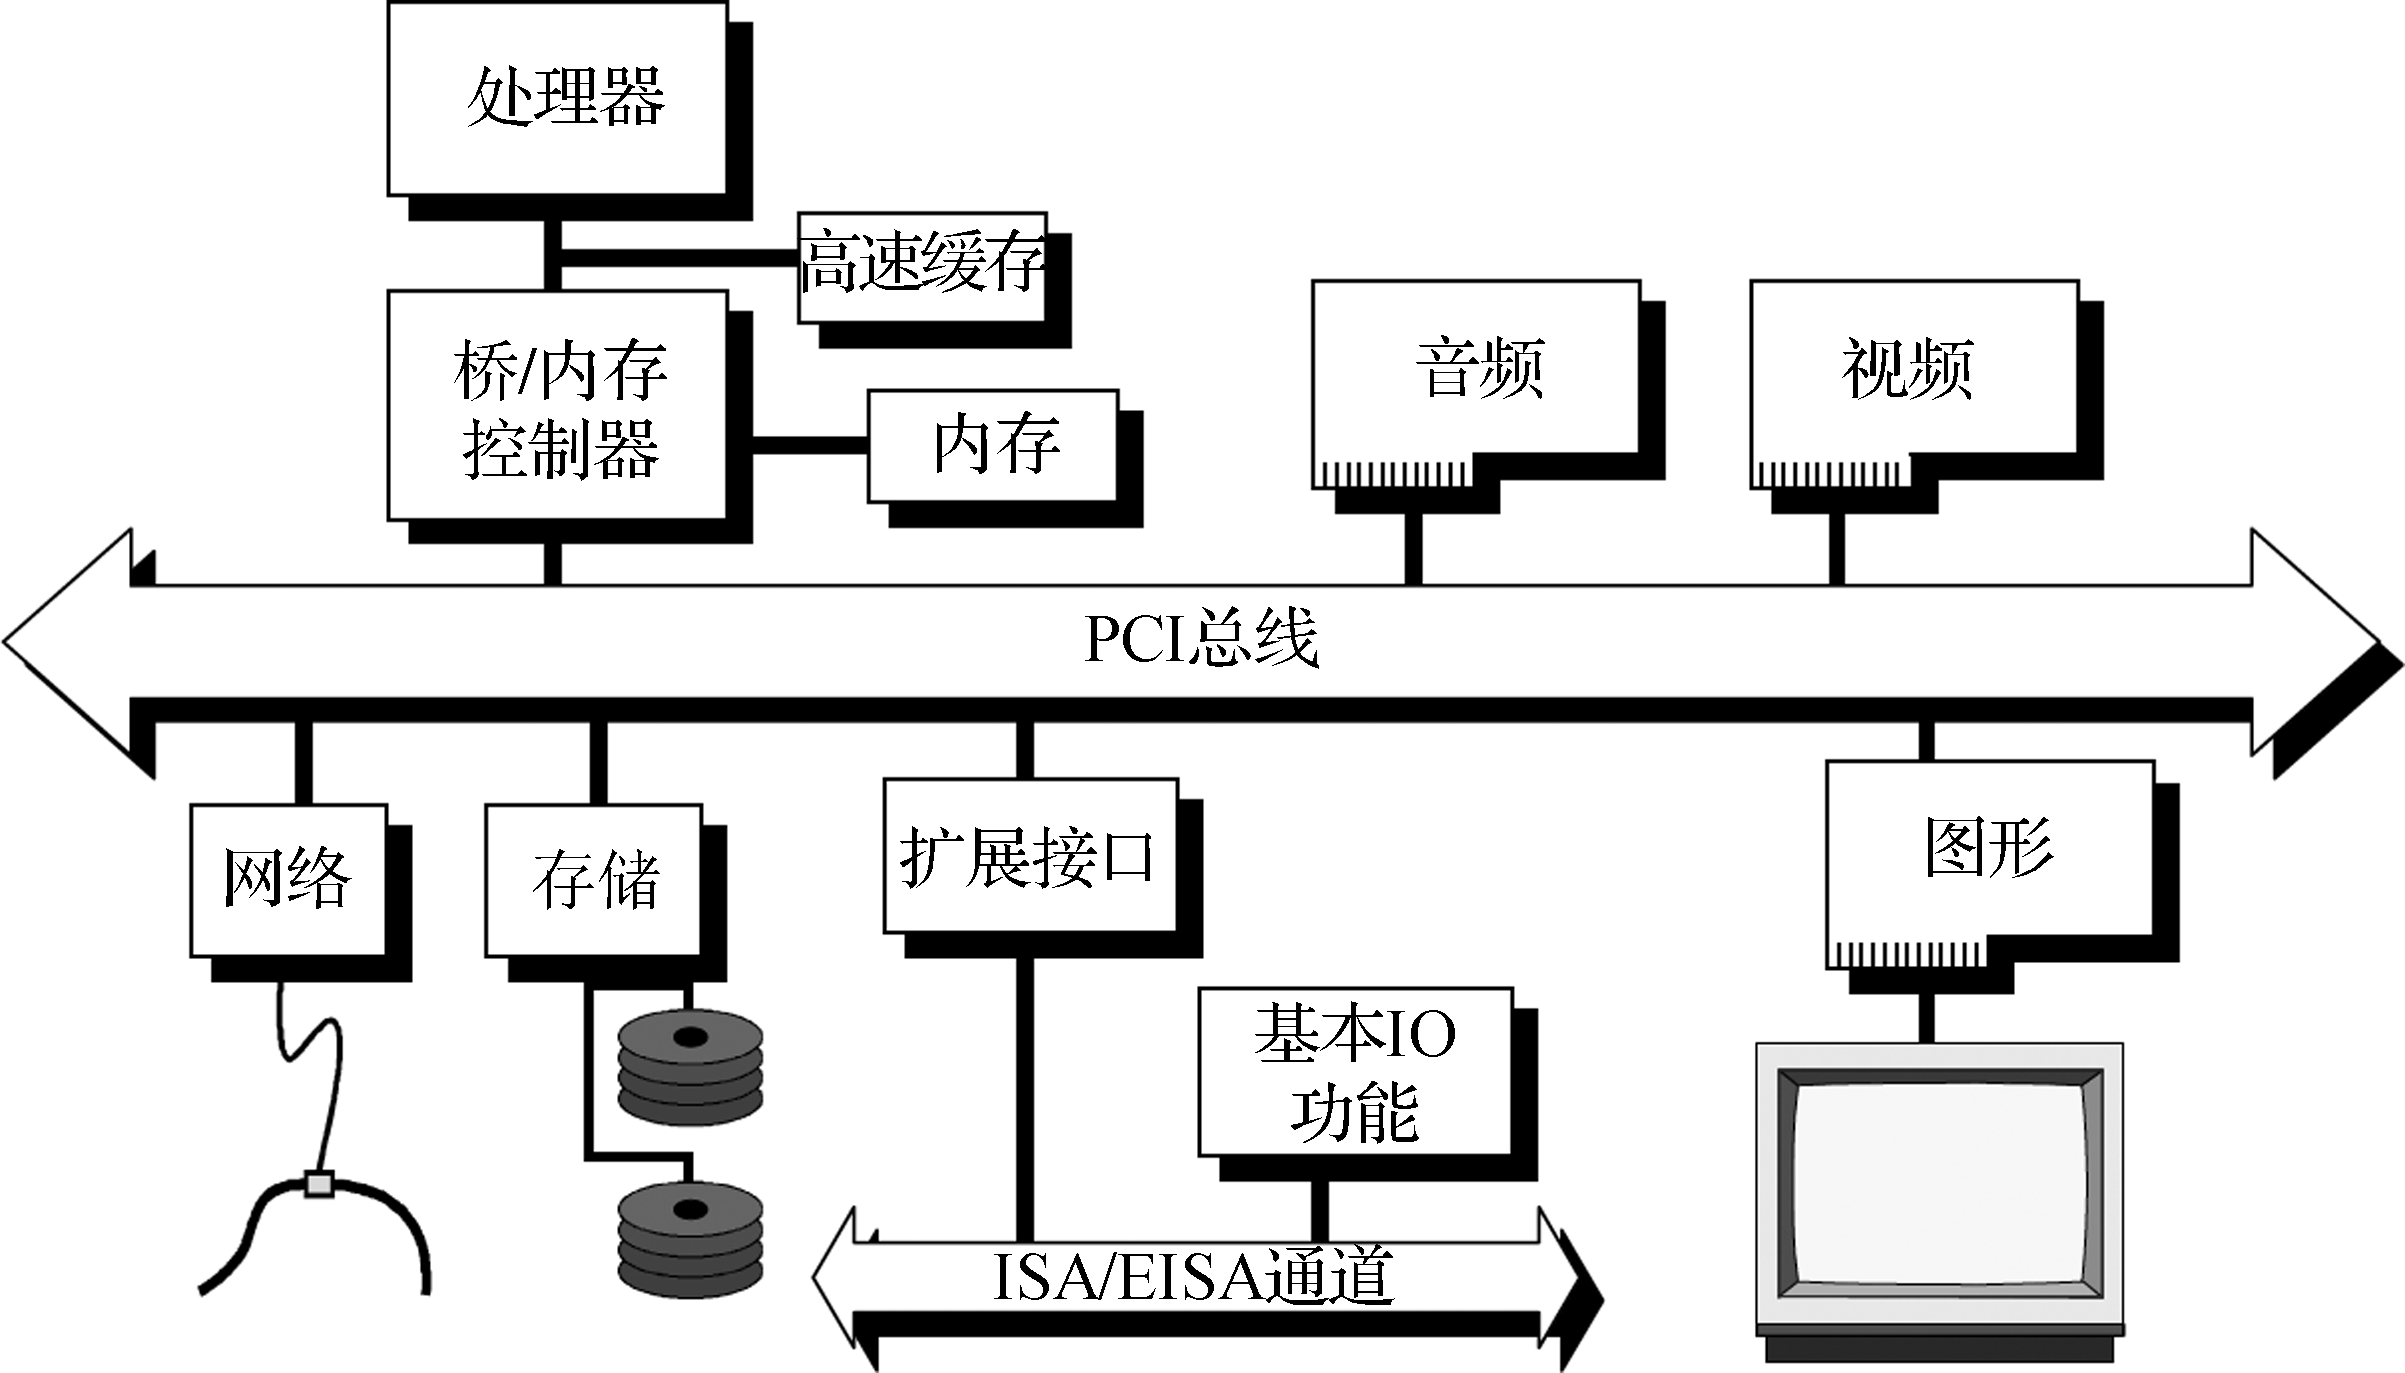 处理器
高速缓存
桥/内存
控制器
内存
音频
视频
PCI总线
网络
存储
扩展接口
图形
基本IO
功能
ISA/EISA通道